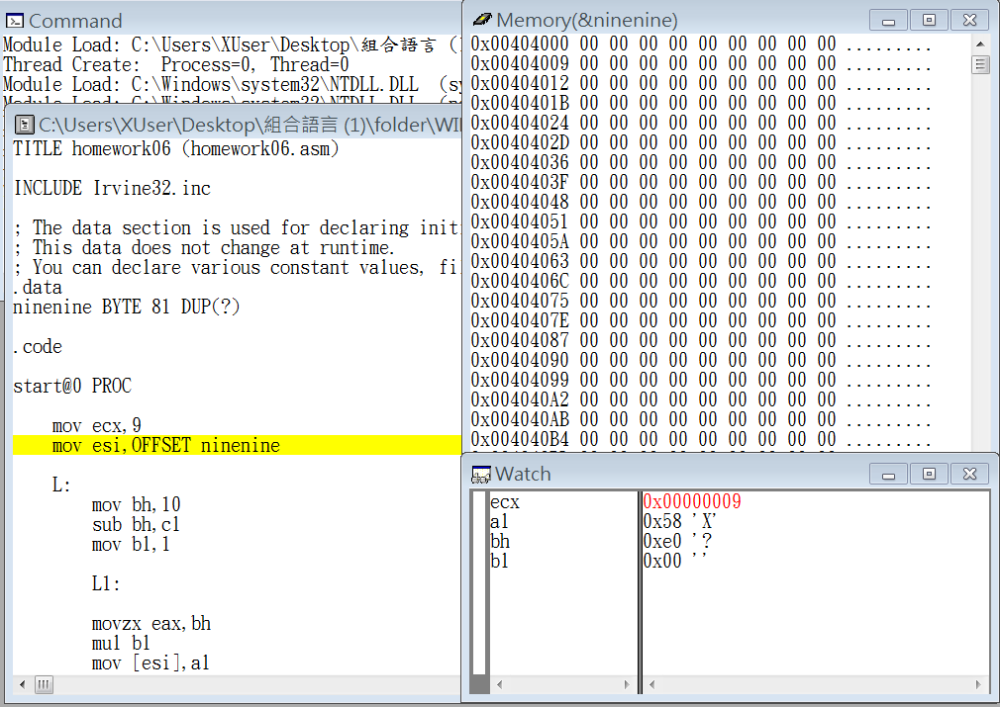 Command
Module Load: C:\Users\XUser\Desktop\組合語言 (
Thread Create:  Process=0, Thread=0
Module Load: C:\Windows\system32\NTDLL.DLL  (sy
C:\Users\XUser\Desktop\組合語言 (1)\folder\WI
TITLE homework06 (homework06.asm)
INCLUDE Irvine32.inc
; The data section is used for declaring init
; This data does not change at runtime.
; You can declare various constant values, fi
.data
ninenine BYTE 81 DUP(?)
.code
start@0 PROC
mov ecx,9
mov esi,OFFSET ninenine
L:
mov bh,10
sub bh,cl
mov bl,1
L1:
movzx eax,bh
mul bl
mov [esi],al
Memory(&ninenine)
0x00404000 00 00 00 00 00 00 00 00 00 .........
0x00404009 00 00 00 00 00 00 00 00 00 .........
0x00404012 00 00 00 00 00 00 00 00 00 .........
0x0040401B 00 00 00 00 00 00 00 00 00 .........
0x00404024 00 00 00 00 00 00 00 00 00 .........
0x0040402D 00 00 00 00 00 00 00 00 00 .........
0x00404036 00 00 00 00 00 00 00 00 00 .........
0x0040403F 00 00 00 00 00 00 00 00 00 .........
0x00404048 00 00 00 00 00 00 00 00 00 .........
0x00404051 00 00 00 00 00 00 00 00 00 .........
0x0040405A 00 00 00 00 00 00 00 00 00 .........
0x00404063 00 00 00 00 00 00 00 00 00 .........
0x0040406C 00 00 00 00 00 00 00 00 00 .........
0x00404075 00 00 00 00 00 00 00 00 00 .........
0x0040407E 00 00 00 00 00 00 00 00 00 .........
0x00404087 00 00 00 00 00 00 00 00 00 .........
0x00404090 00 00 00 00 00 00 00 00 00 .........
0x00404099 00 00 00 00 00 00 00 00 00 .........
0x004040A2 00 00 00 00 00 00 00 00 00 .........
0x004040AB 00 00 00 00 00 00 00 00 00 .........
0x004040B4 00 00 00 00 00 00 00 00 00 .........
Watch
ecx 0x00000009
al 0x58 'X'
bh 0xe0 '?
bl 0x00 ''